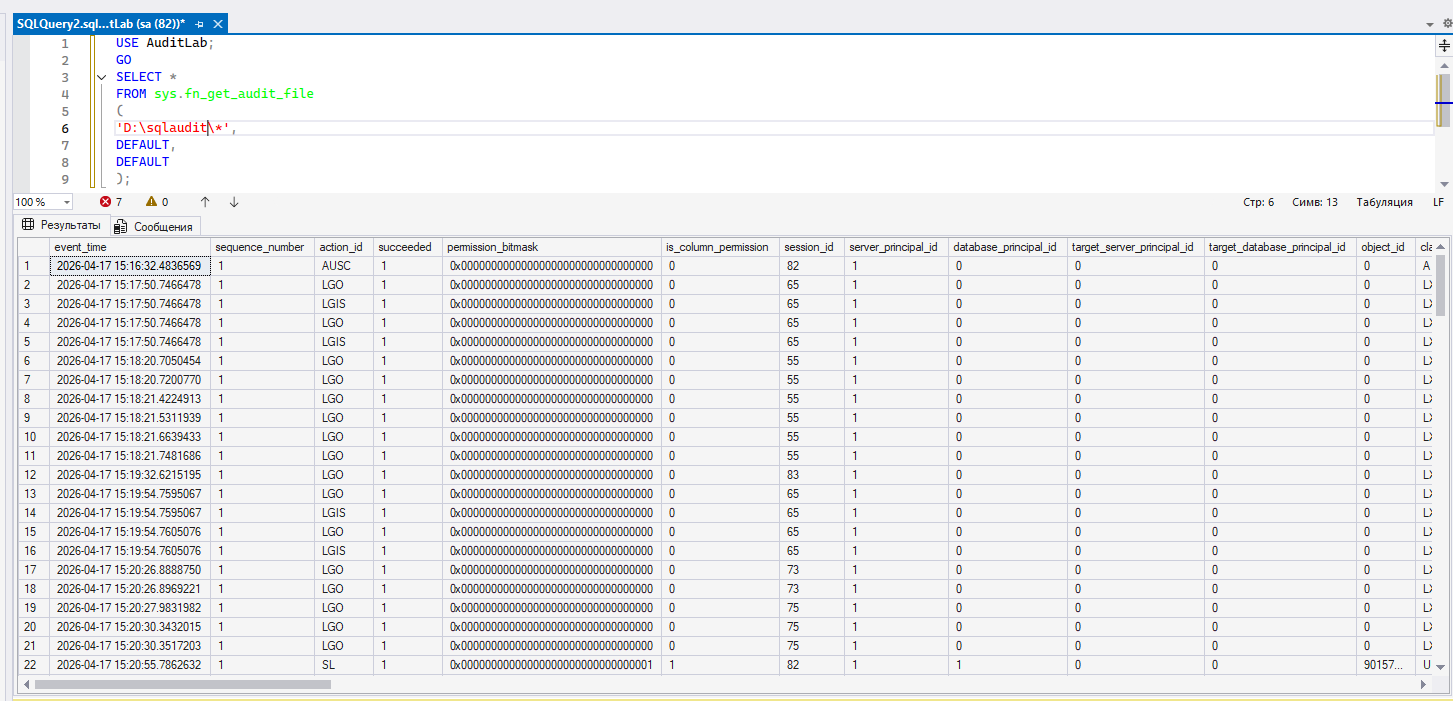 SQLQuery2.sql...tLab (sa (82))*
1 USE AuditLab;
2 GO
3 SELECT *
4 FROM sys.fn_get_audit_file
5 (
6 'D:\sqlaudit\*',
7 DEFAULT,
8 DEFAULT
9 );
100 % 7 0 Стр: 6 Симв: 13 Табуляция LF
Результаты Сообщения
event_time sequence_number action_id succeeded permission_bitmask is_column_permission session_id server_principal_id database_principal_id target_server_principal_id target_database_principal_id object_id cla
1 2026-04-17 15:16:32.4836569 1 AUSC 1 0x00000000000000000000000000000000 0 82 1 0 0 0 0 A
2 2026-04-17 15:17:50.7466478 1 LGO 1 0x00000000000000000000000000000000 0 65 1 0 0 0 0 LX
3 2026-04-17 15:17:50.7466478 1 LGIS 1 0x00000000000000000000000000000000 0 65 1 0 0 0 0 LX
4 2026-04-17 15:17:50.7466478 1 LGO 1 0x00000000000000000000000000000000 0 65 1 0 0 0 0 LX
5 2026-04-17 15:17:50.7466478 1 LGIS 1 0x00000000000000000000000000000000 0 65 1 0 0 0 0 LX
6 2026-04-17 15:18:20.7050454 1 LGO 1 0x00000000000000000000000000000000 0 55 1 0 0 0 0 LX
7 2026-04-17 15:18:20.7200770 1 LGO 1 0x00000000000000000000000000000000 0 55 1 0 0 0 0 LX
8 2026-04-17 15:18:21.4224913 1 LGO 1 0x00000000000000000000000000000000 0 55 1 0 0 0 0 LX
9 2026-04-17 15:18:21.5311939 1 LGO 1 0x00000000000000000000000000000000 0 55 1 0 0 0 0 LX
10 2026-04-17 15:18:21.6639433 1 LGO 1 0x00000000000000000000000000000000 0 55 1 0 0 0 0 LX
11 2026-04-17 15:18:21.7481686 1 LGO 1 0x00000000000000000000000000000000 0 55 1 0 0 0 0 LX
12 2026-04-17 15:19:32.6215195 1 LGO 1 0x00000000000000000000000000000000 0 83 1 0 0 0 0 LX
13 2026-04-17 15:19:54.7595067 1 LGO 1 0x00000000000000000000000000000000 0 65 1 0 0 0 0 LX
14 2026-04-17 15:19:54.7595067 1 LGIS 1 0x00000000000000000000000000000000 0 65 1 0 0 0 0 LX
15 2026-04-17 15:19:54.7605076 1 LGO 1 0x00000000000000000000000000000000 0 65 1 0 0 0 0 LX
16 2026-04-17 15:19:54.7605076 1 LGIS 1 0x00000000000000000000000000000000 0 65 1 0 0 0 0 LX
17 2026-04-17 15:20:26.8888750 1 LGO 1 0x00000000000000000000000000000000 0 73 1 0 0 0 0 LX
18 2026-04-17 15:20:26.8969221 1 LGO 1 0x00000000000000000000000000000000 0 73 1 0 0 0 0 LX
19 2026-04-17 15:20:27.9831982 1 LGO 1 0x00000000000000000000000000000000 0 75 1 0 0 0 0 LX
20 2026-04-17 15:20:30.3432015 1 LGO 1 0x00000000000000000000000000000000 0 75 1 0 0 0 0 LX
21 2026-04-17 15:20:30.3517203 1 LGO 1 0x00000000000000000000000000000000 0 75 1 0 0 0 0 LX
22 2026-04-17 15:20:55.7862632 1 SL 1 0x00000000000000000000000000000001 1 82 1 1 0 0 90157... U